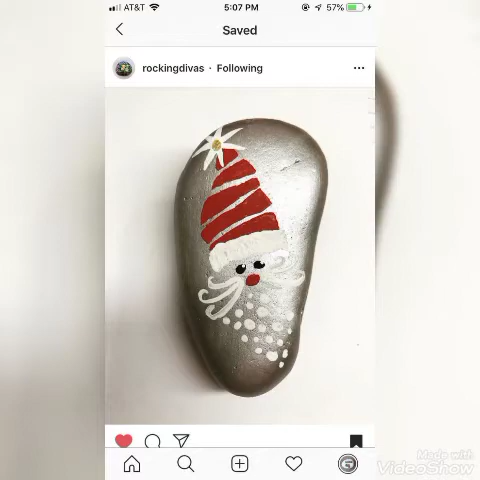 AT&T 5:07 PM 57%
Saved
rockingdivas · Following
Made with
VideoShow